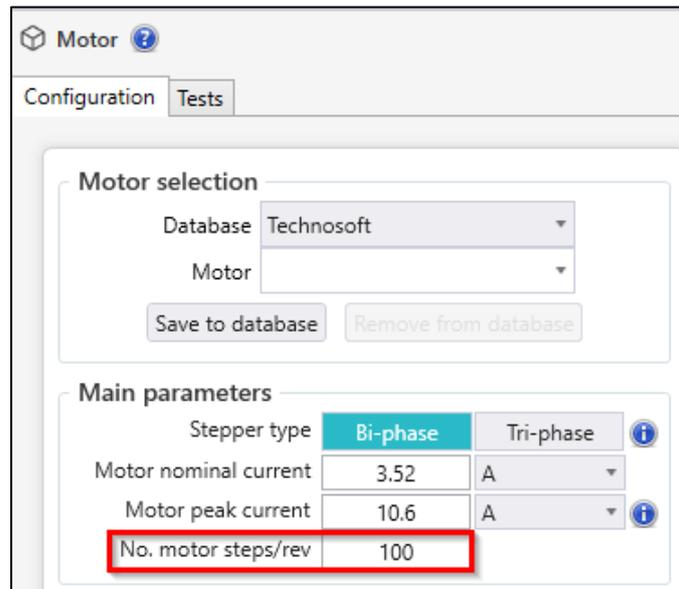 Motor ?
Configuration Tests
Motor selection
Database Technosoft
Motor
Save to database Remove from database
Main parameters
Stepper type Bi-phase Tri-phase i
Motor nominal current 3.52 A
Motor peak current 10.6 A i
No. motor steps/rev 100